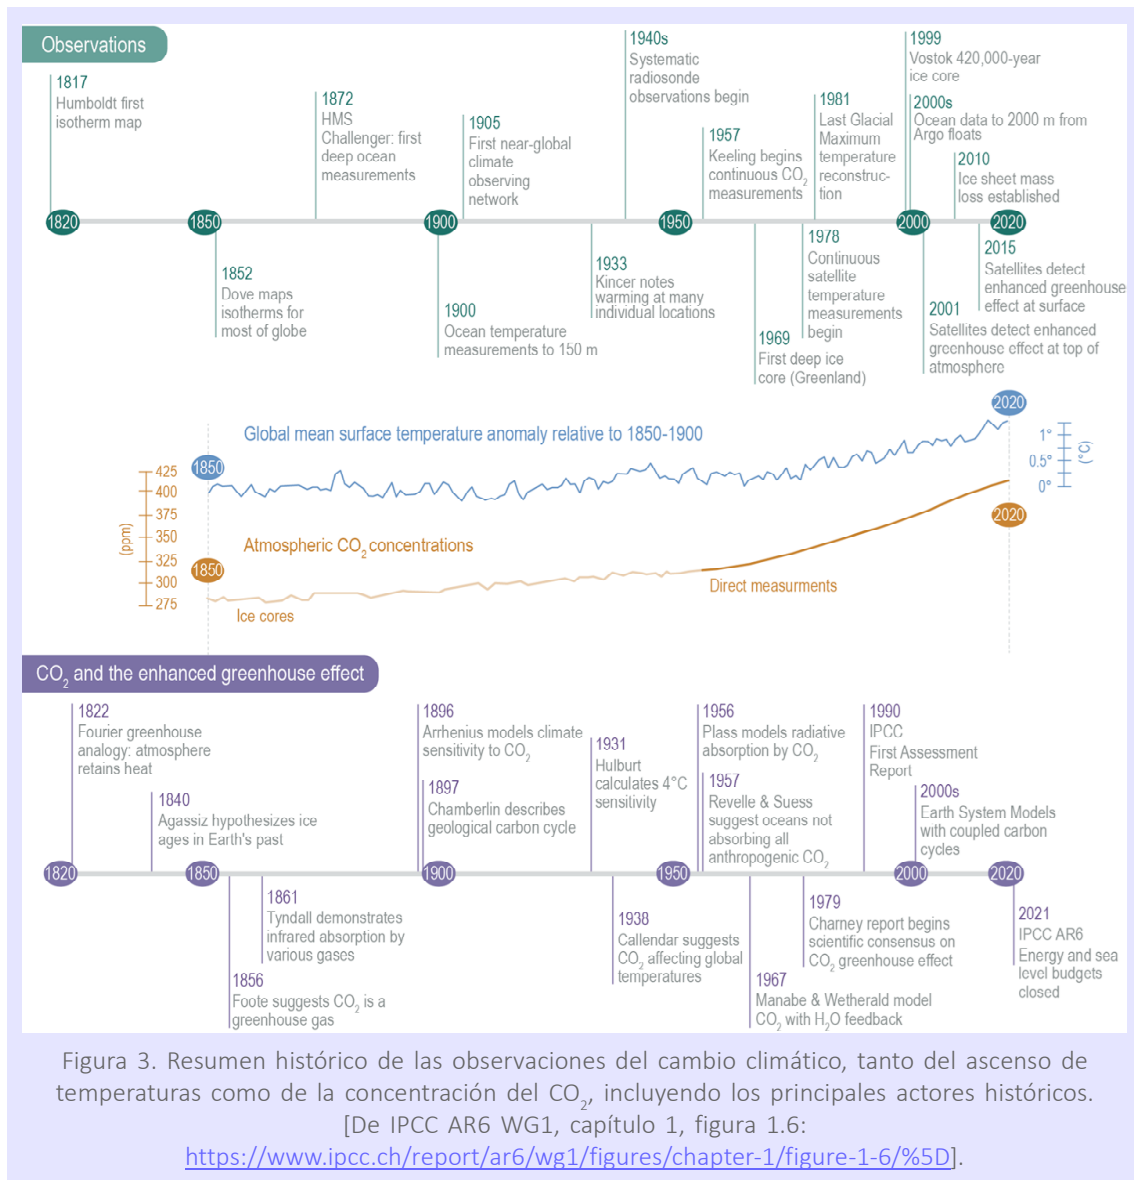 Observations
1817
Humboldt first
isotherm map
1872
HMS
Challenger: first
deep ocean
measurements
1905
First near-global
climate
observing
network
1940s
Systematic
radiosonde
observations begin
1957
Keeling begins
continuous CO2
measurements
1981
Last Glacial
Maximum
temperature
reconstruc-
tion
1999
Vostok 420,000-year
ice core
2000s
Ocean data to 2000 m from
Argo floats
2010
Ice sheet mass
loss established
1820
1850
1900
1950
2000
2020
1852
Dove maps
isotherms for
most of globe
1900
Ocean temperature
measurements to 150 m
1933
Kincer notes
warming at many
individual locations
1969
First deep ice
core (Greenland)
1978
Continuous
satellite
temperature
measurements
begin
2001
Satellites detect enhanced
greenhouse effect at top of
atmosphere
2015
Satellites detect
enhanced greenhouse
effect at surface
Global mean surface temperature anomaly relative to 1850-1900
1850
2020
1°
0.5°
0°
(°C)
425
400
375
350
325
300
275
(ppm)
Atmospheric CO2 concentrations
1850
2020
Ice cores
Direct measurments
CO2 and the enhanced greenhouse effect
1822
Fourier greenhouse
analogy: atmosphere
retains heat
1840
Agassiz hypothesizes ice
ages in Earth's past
1896
Arrhenius models climate
sensitivity to CO2
1897
Chamberlin describes
geological carbon cycle
1931
Hulburt
calculates 4°C
sensitivity
1956
Plass models radiative
absorption by CO2
1957
Revelle & Suess
suggest oceans not
absorbing all
anthropogenic CO2
1990
IPCC
First Assessment
Report
2000s
Earth System Models
with coupled carbon
cycles
1820
1850
1900
1950
2000
2020
1861
Tyndall demonstrates
infrared absorption by
various gases
1856
Foote suggests CO2 is a
greenhouse gas
1938
Callendar suggests
CO2 affecting global
temperatures
1967
Manabe & Wetherald model
CO2 with H2O feedback
1979
Charney report begins
scientific consensus on
CO2 greenhouse effect
2021
IPCC AR6
Energy and sea
level budgets
closed
Figura 3. Resumen histórico de las observaciones del cambio climático, tanto del ascenso de
temperaturas como de la concentración del CO2, incluyendo los principales actores históricos.
[De IPCC AR6 WG1, capítulo 1, figura 1.6:
https://www.ipcc.ch/report/ar6/wg1/figures/chapter-1/figure-1-6/%5D].